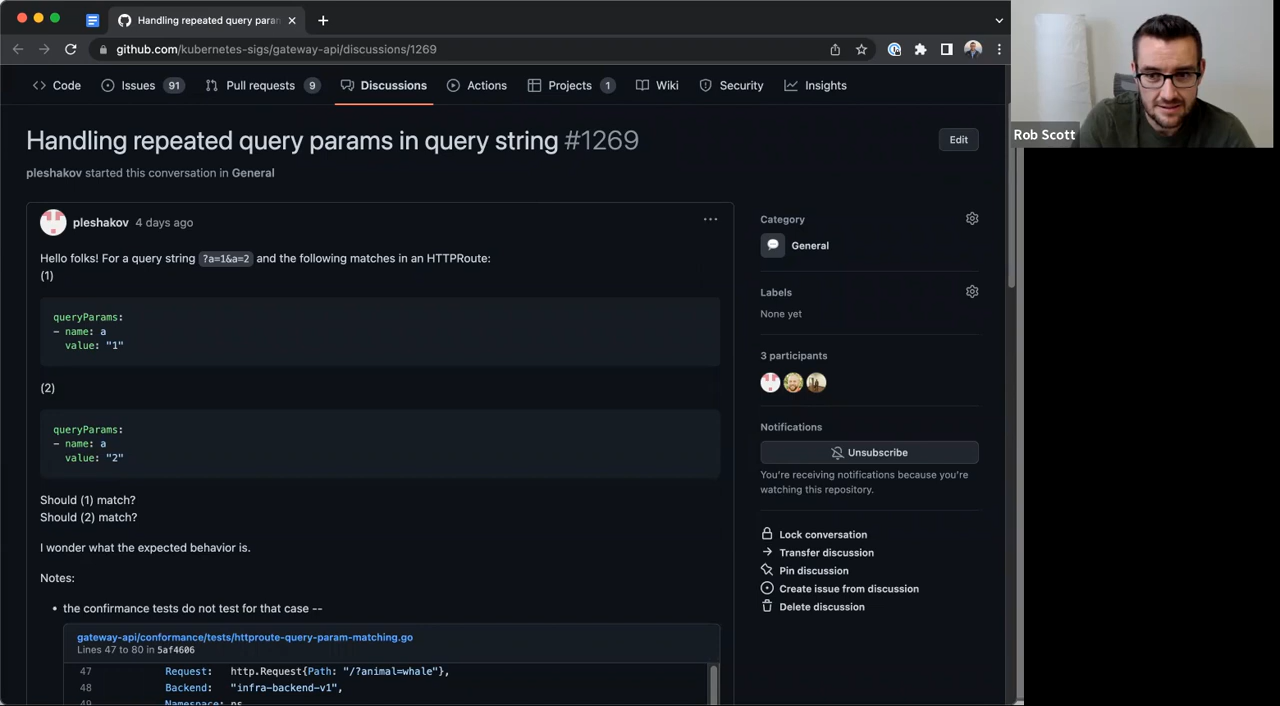 Handling repeated query param
github.com/kubernetes-sigs/gateway-api/discussions/1269
Code
Issues 91
Pull requests 9
Discussions
Actions
Projects 1
Wiki
Security
Insights
Handling repeated query params in query string #1269
Edit
pleshakov started this conversation in General
pleshakov 4 days ago
Hello folks! For a query string ?a=1&a=2 and the following matches in an HTTPRoute:
(1)
queryParams:
- name: a
value: "1"
(2)
queryParams:
- name: a
value: "2"
Should (1) match?
Should (2) match?
I wonder what the expected behavior is.
Notes:
• the confirmance tests do not test for that case --
gateway-api/conformance/tests/httproute-query-param-matching.go
Lines 47 to 80 in 5af4606
47 Request: http.Request{Path: "/?animal=whale"},
48 Backend: "infra-backend-v1",
49 Namespace: ns
Category
General
Labels
None yet
3 participants
Notifications
Unsubscribe
You're receiving notifications because you're
watching this repository.
Lock conversation
Transfer discussion
Pin discussion
Create issue from discussion
Delete discussion
Rob Scott